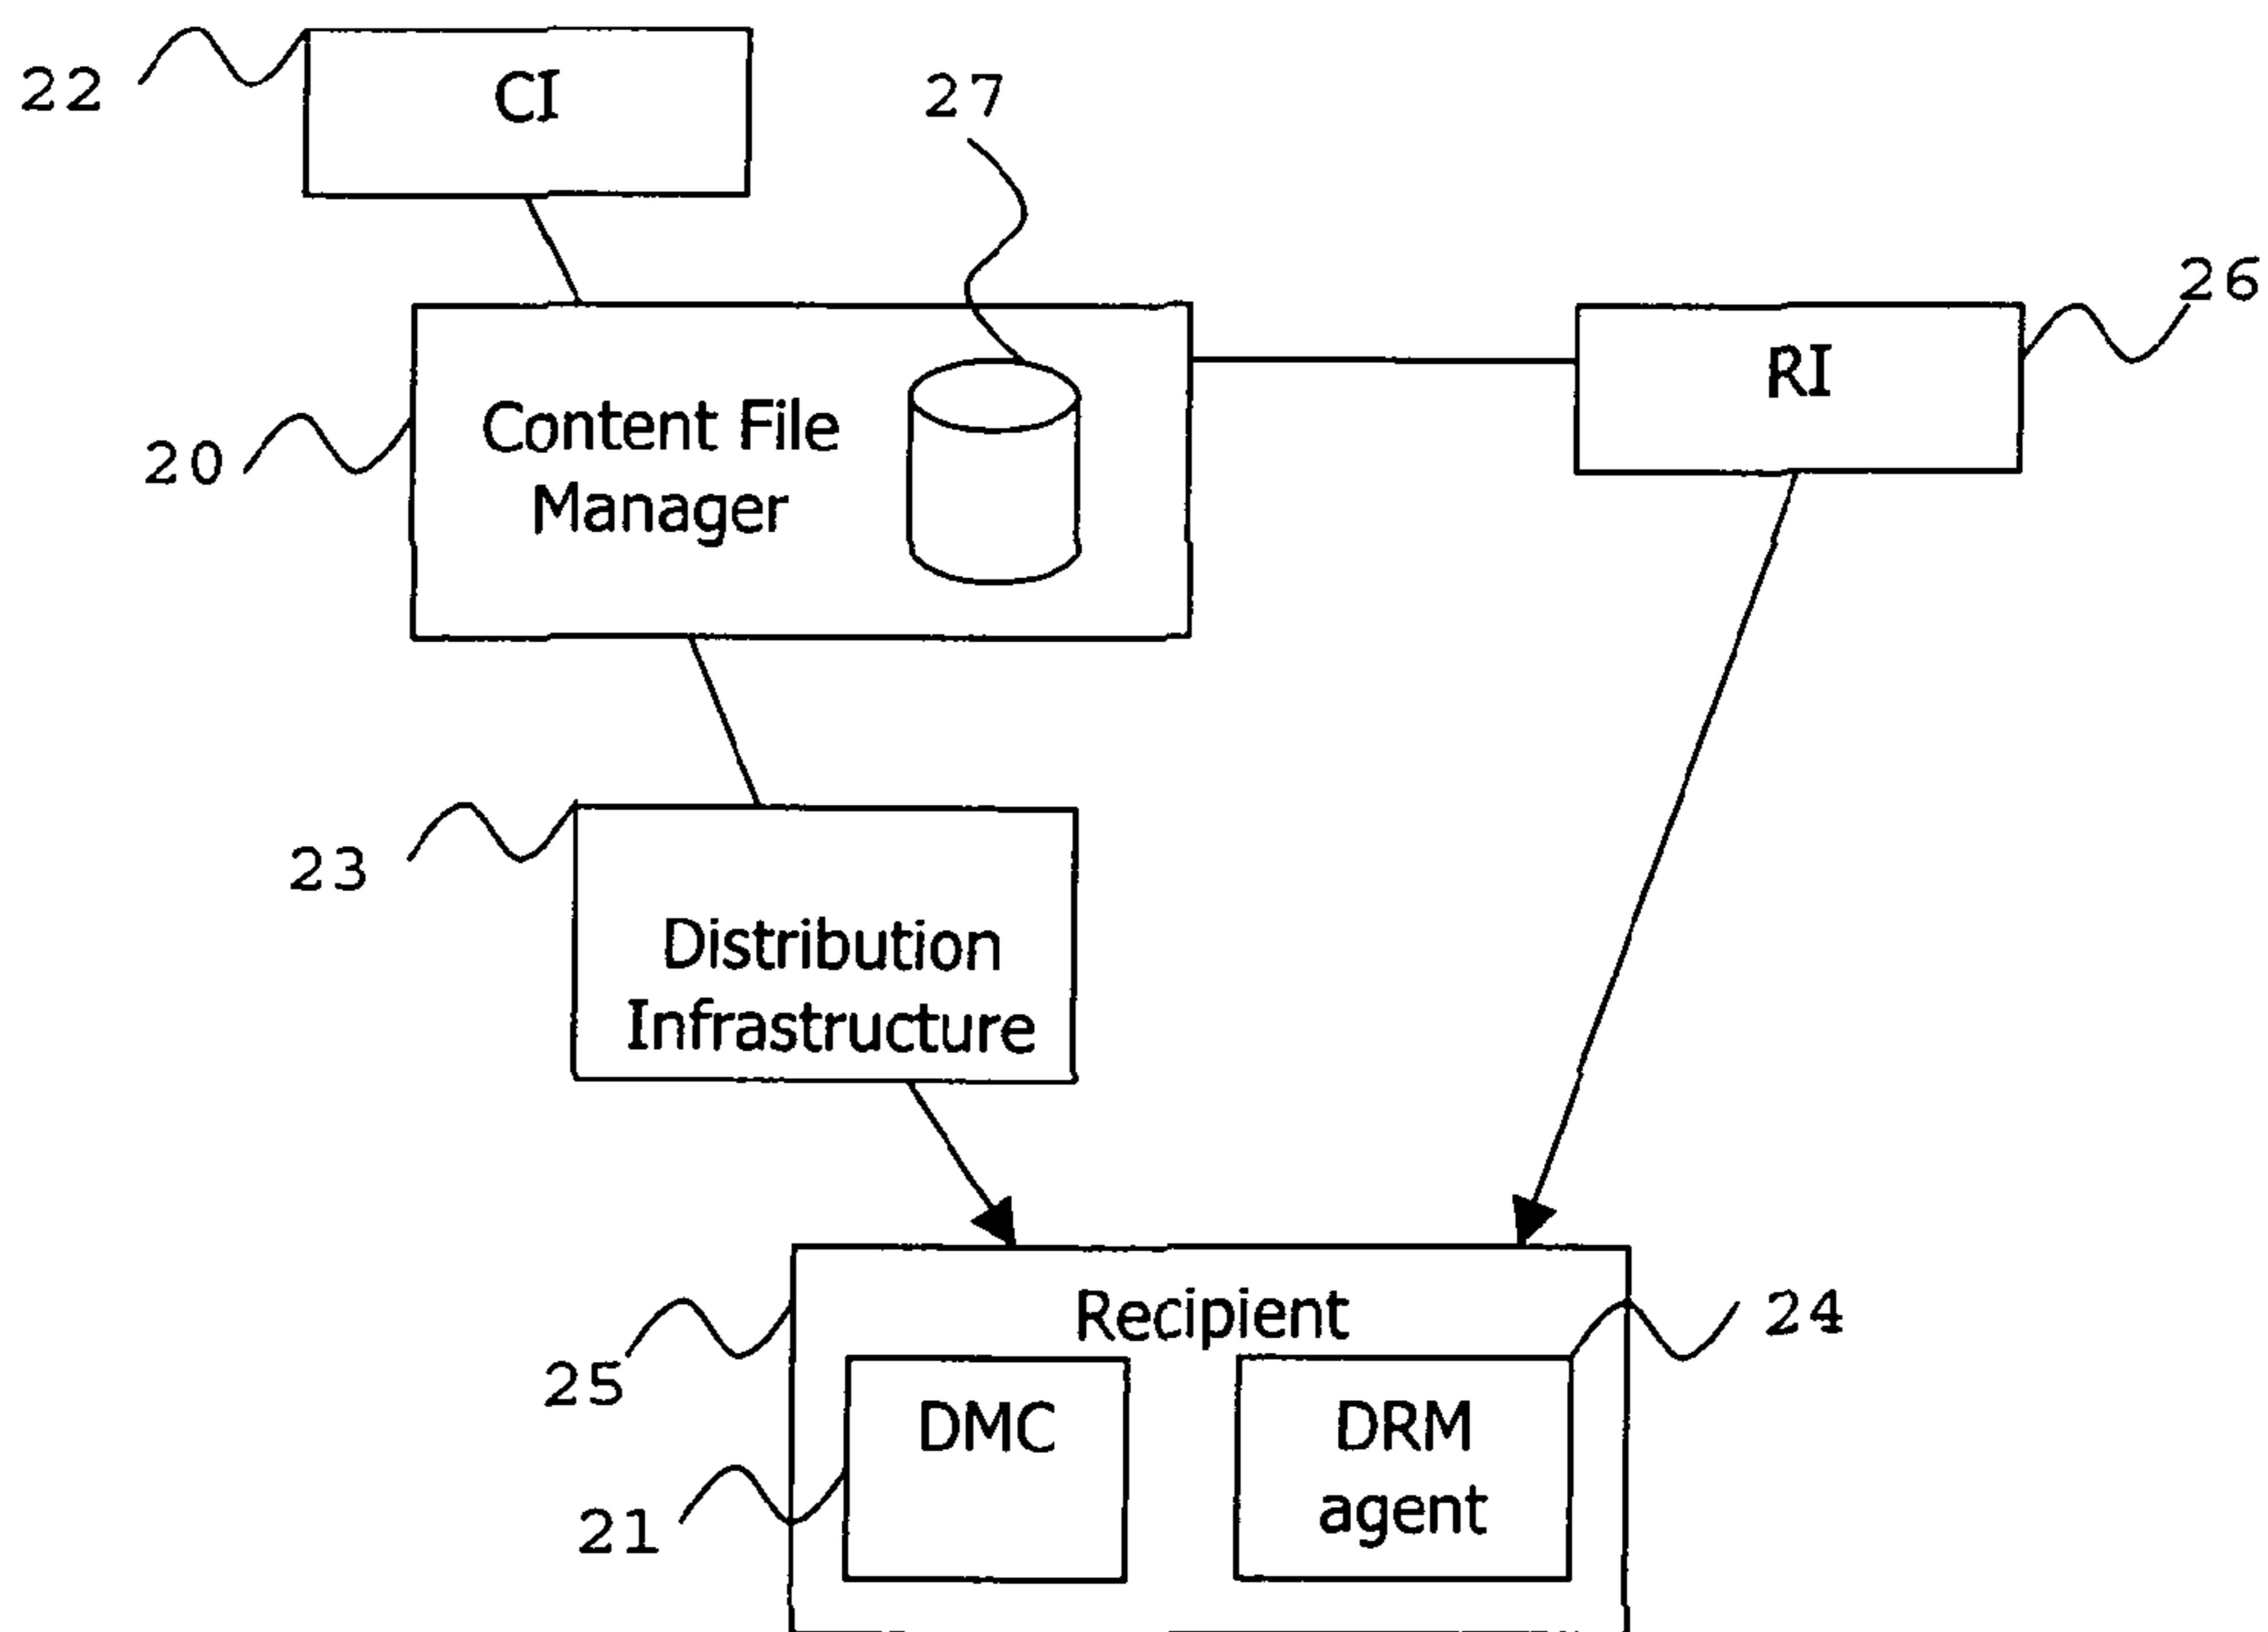 22
CI
27
26
RI
20
Content File
Manager
23
Distribution
Infrastructure
Recipient
24
25
DMC
DRM
agent
21